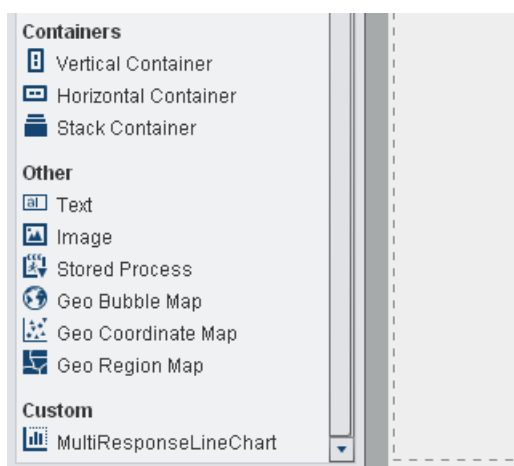 Containers
Vertical Container
Horizontal Container
Stack Container
Other
Text
Image
Stored Process
Geo Bubble Map
Geo Coordinate Map
Geo Region Map
Custom
MultiResponseLineChart